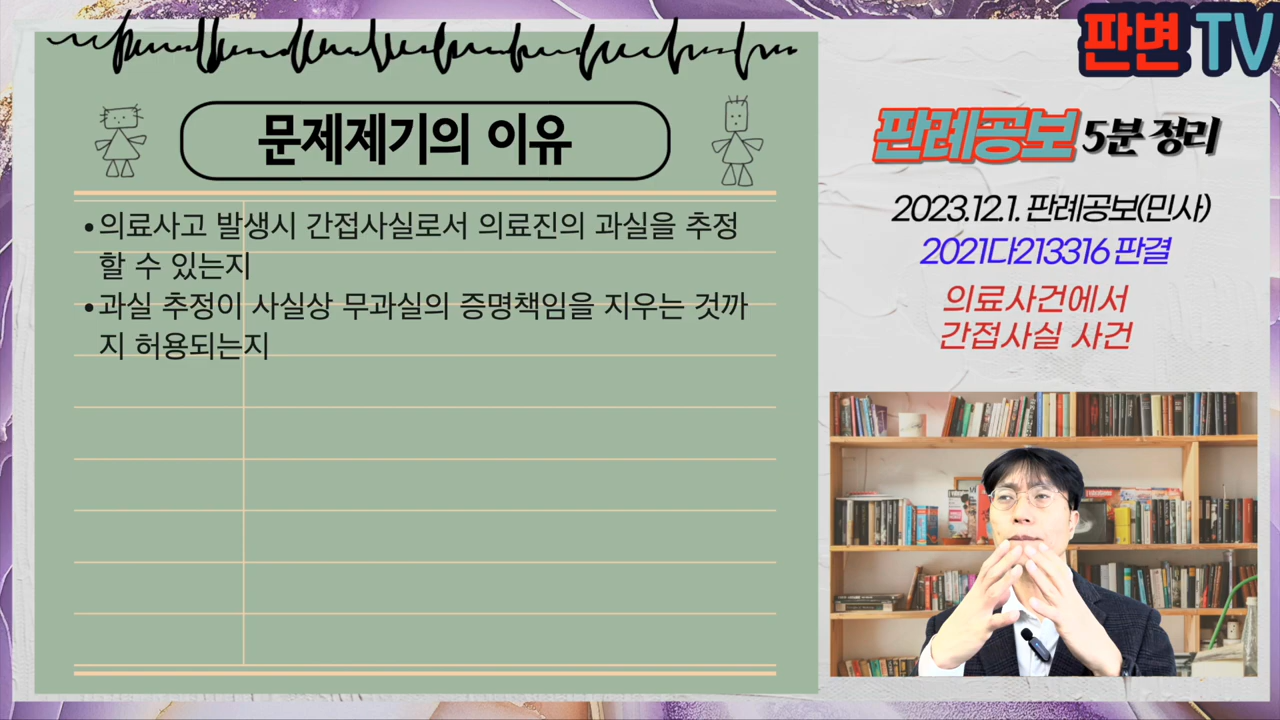 문제제기의 이유
•의료사고 발생시 간접사실로서 의료진의 과실을 추정
할 수 있는지
•과실 추정이 사실상 무과실의 증명책임을 지우는 것까
지 허용되는지
판변 TV
판례공보 5분 정리
2023.12.1. 판례공보(민사)
2021다213316 판결
의료사건에서
간접사실 사건